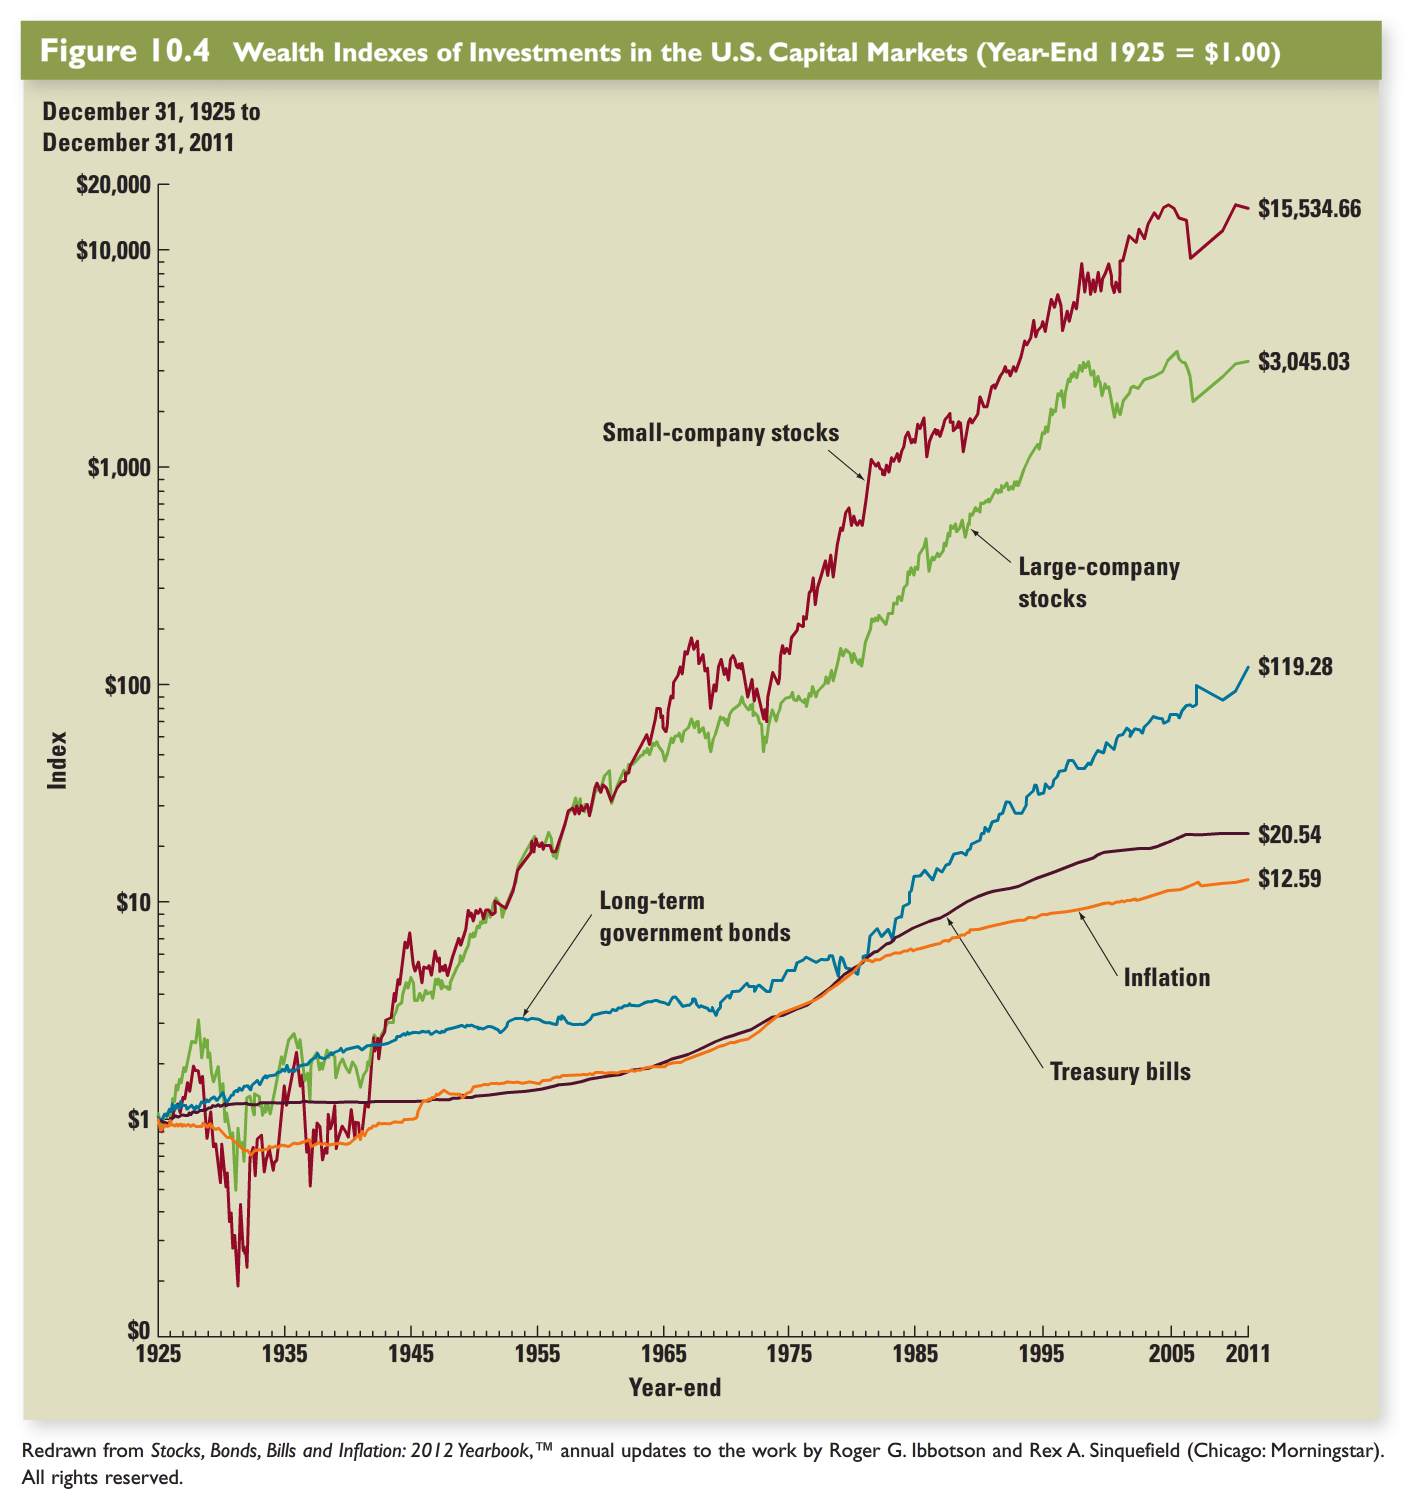 Figure 10.4 Wealth Indexes of Investments in the U.S. Capital Markets (Year-End 1925 = $1.00)
December 31, 1925 to
December 31, 2011
$20,000
$15,534.66
$10,000
$3,045.03
Small-company stocks
$1,000
Large-company
stocks
$119.28
$100
Index
$20.54
$12.59
$10
Long-term
government bonds
Inflation
Treasury bills
$1
$0
1925 1935 1945 1955 1965 1975 1985 1995 2005 2011
Year-end
Redrawn from Stocks, Bonds, Bills and Inflation: 2012 Yearbook,™ annual updates to the work by Roger G. Ibbotson and Rex A. Sinquefield (Chicago: Morningstar).
All rights reserved.